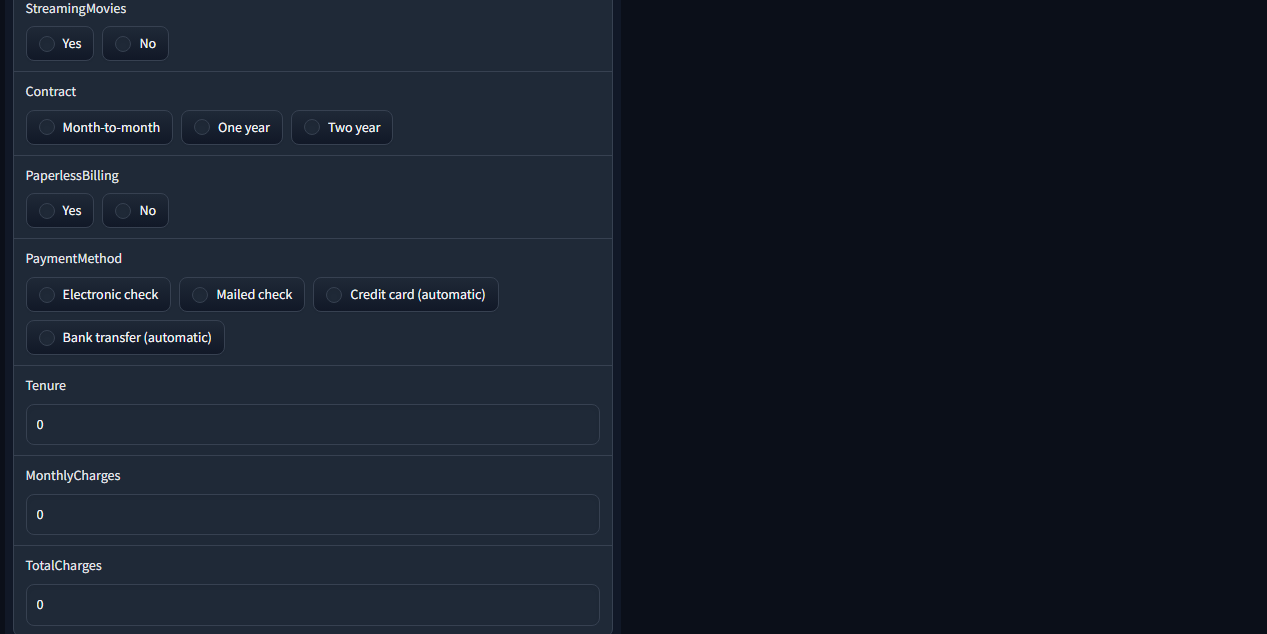 StreamingMovies
Yes No
Contract
Month-to-month One year Two year
PaperlessBilling
Yes No
PaymentMethod
Electronic check Mailed check Credit card (automatic)
Bank transfer (automatic)
Tenure
0
MonthlyCharges
0
TotalCharges
0